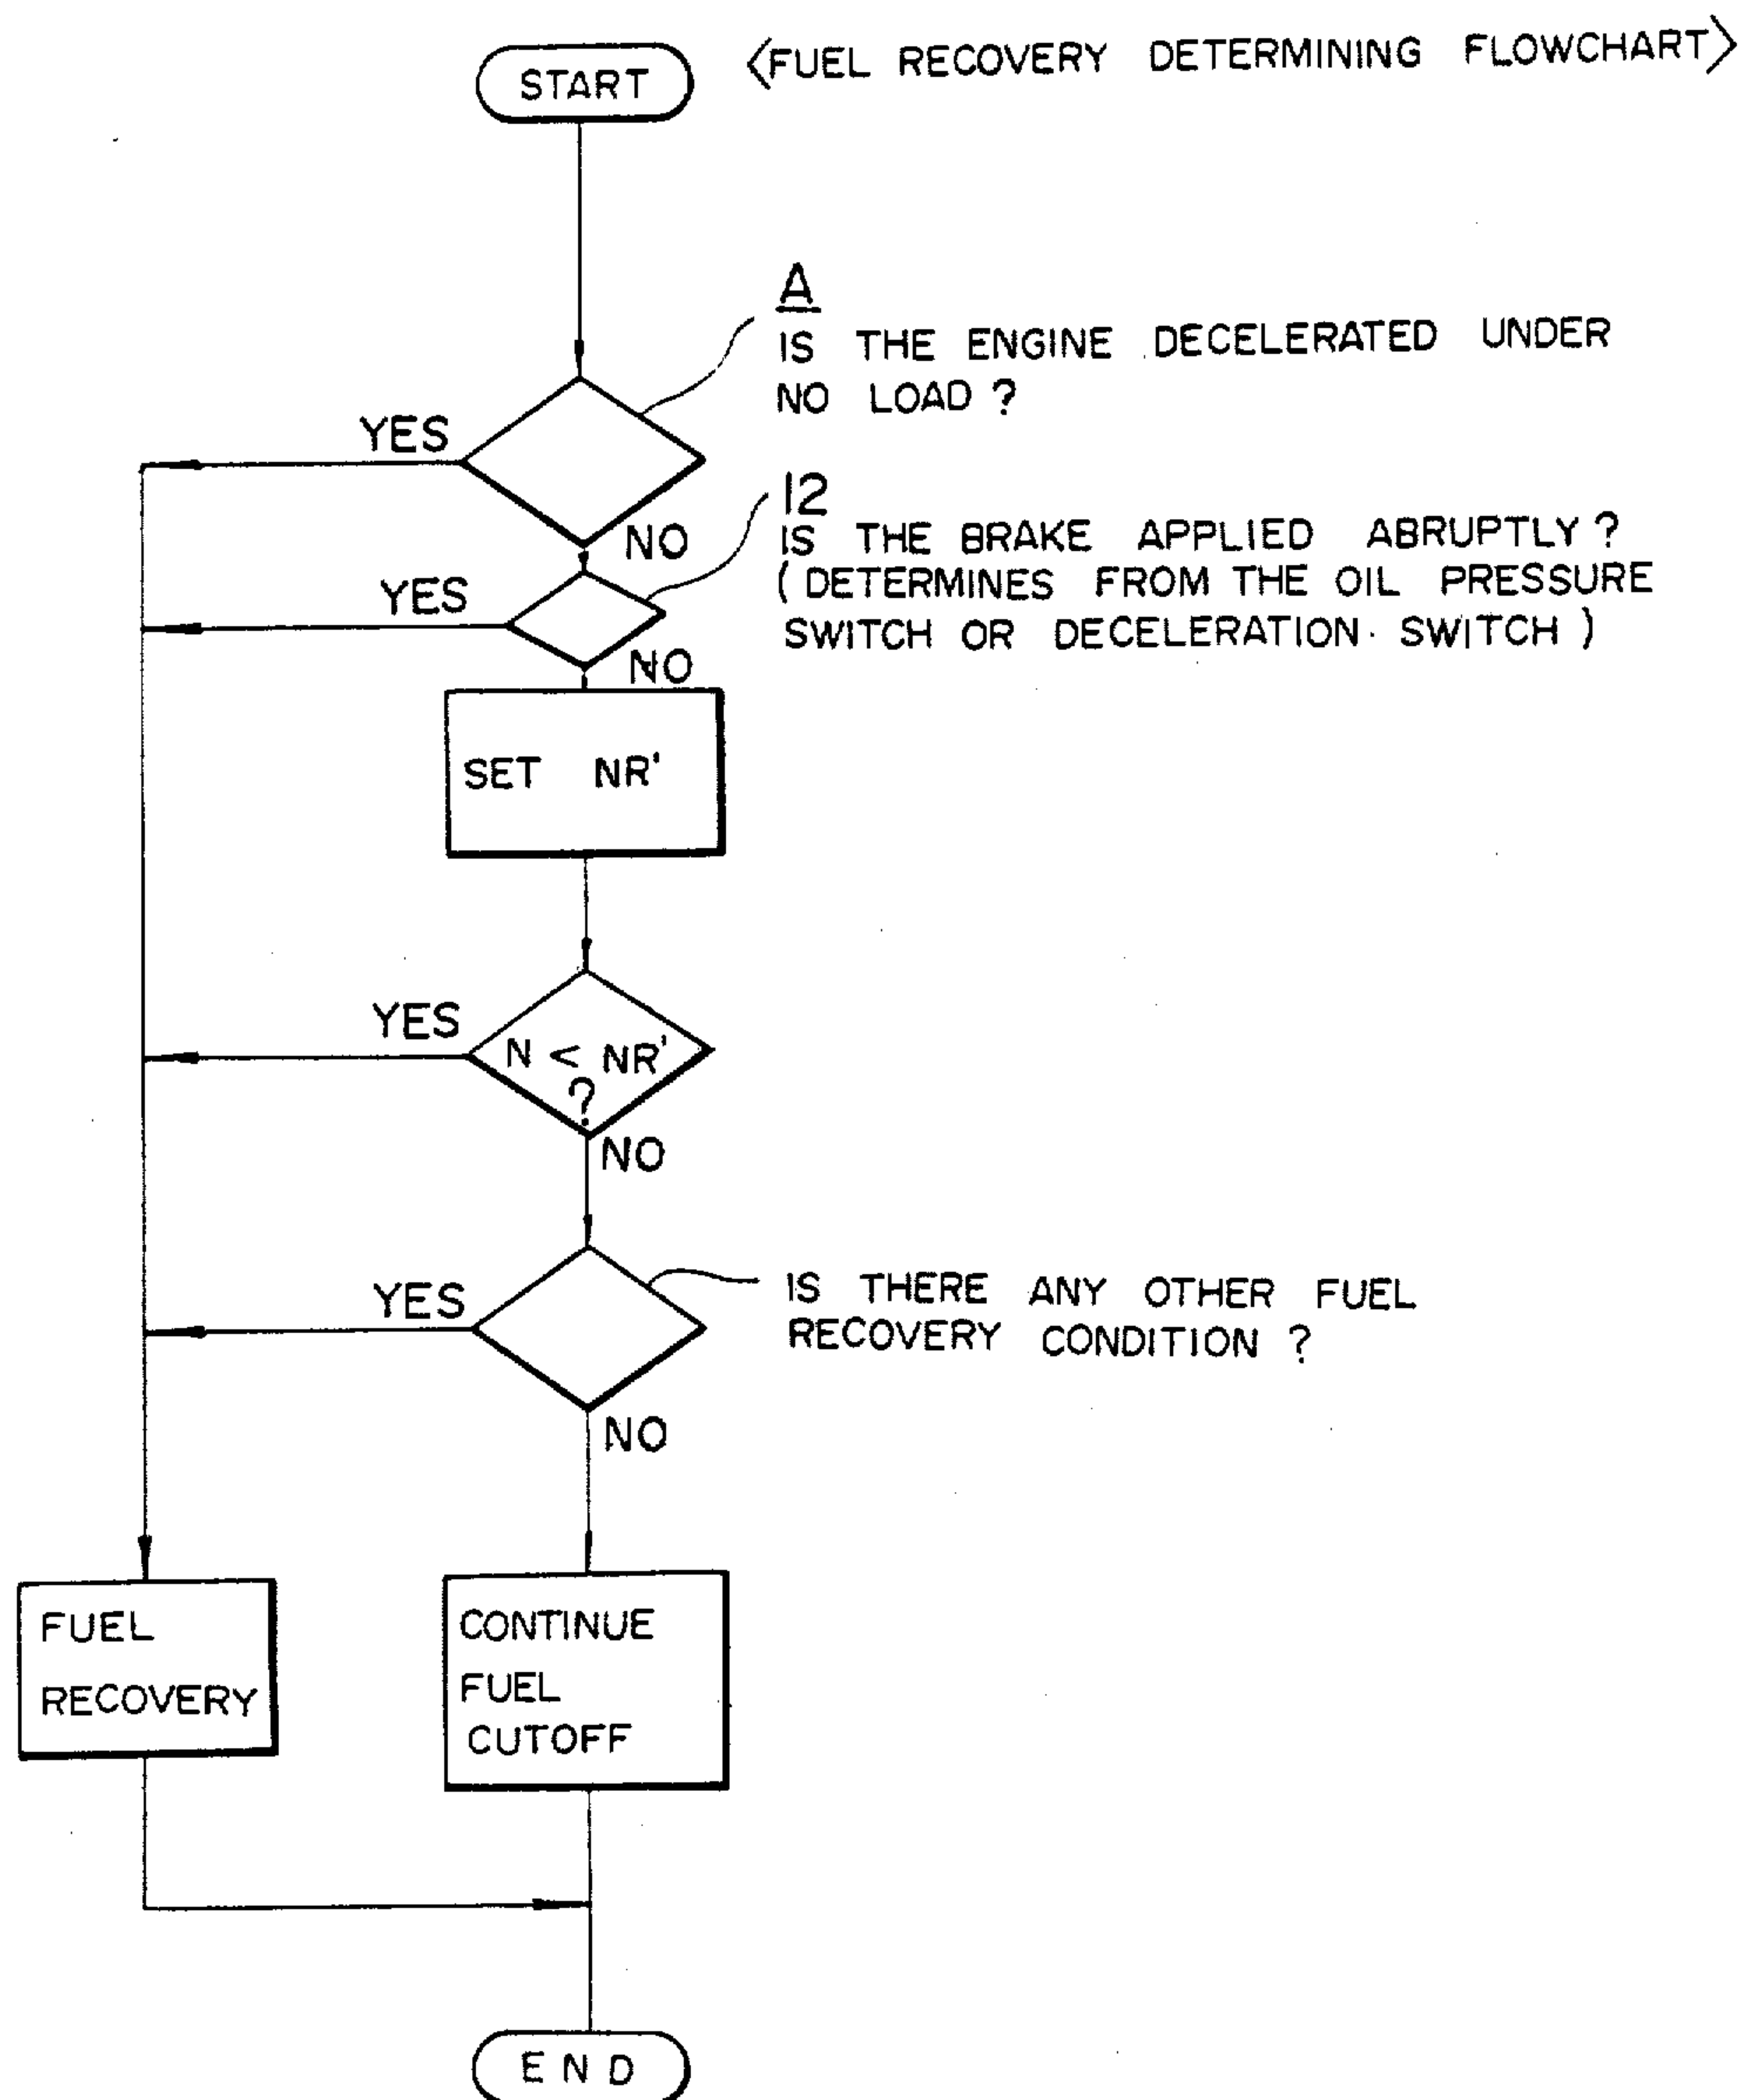 START
<FUEL RECOVERY DETERMINING FLOWCHART>
A
IS THE ENGINE DECELERATED UNDER
NO LOAD ?
YES
NO
12
IS THE BRAKE APPLIED ABRUPTLY ?
( DETERMINES FROM THE OIL PRESSURE
SWITCH OR DECELERATION SWITCH )
YES
NO
SET NR'
YES
N < NR'
?
NO
IS THERE ANY OTHER FUEL
RECOVERY CONDITION ?
YES
NO
FUEL
RECOVERY
CONTINUE
FUEL
CUTOFF
END